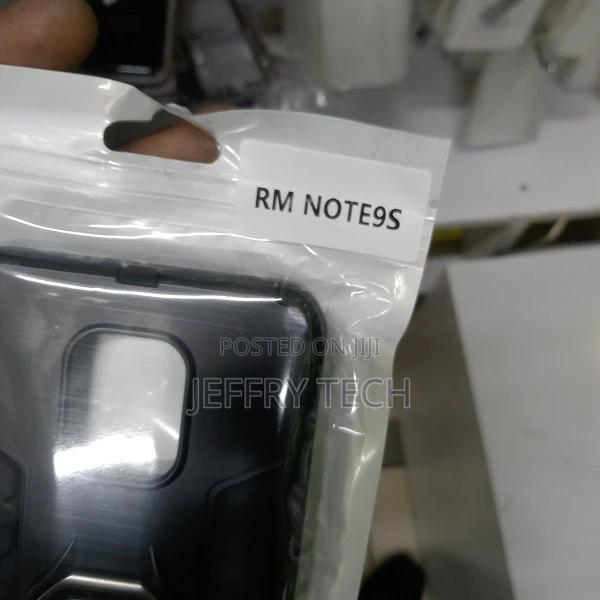 RM NOTE9S
POSTED ON JIJI
JEFFRY TECH